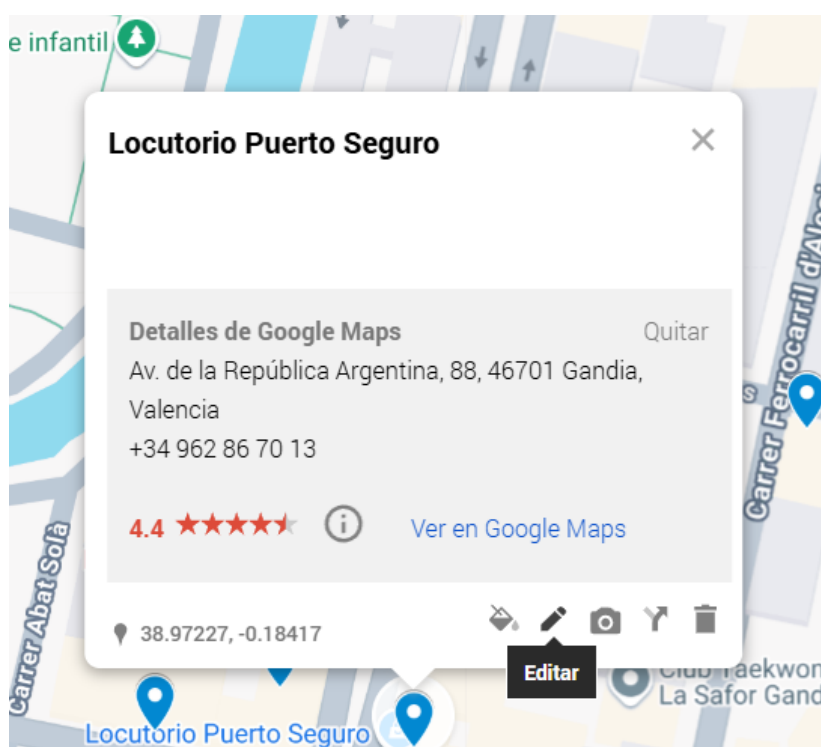 e infantil
Locutorio Puerto Seguro
Detalles de Google Maps
Quitar
Av. de la República Argentina, 88, 46701 Gandia,
Valencia
+34 962 86 70 13
4.4
Ver en Google Maps
38.97227, -0.18417
Editar
Carrer Ferrocarril d'Alcoi
s
Carrer Abat Solà
Club Taekwon
La Safor Gand
Locutorio Puerto Seguro